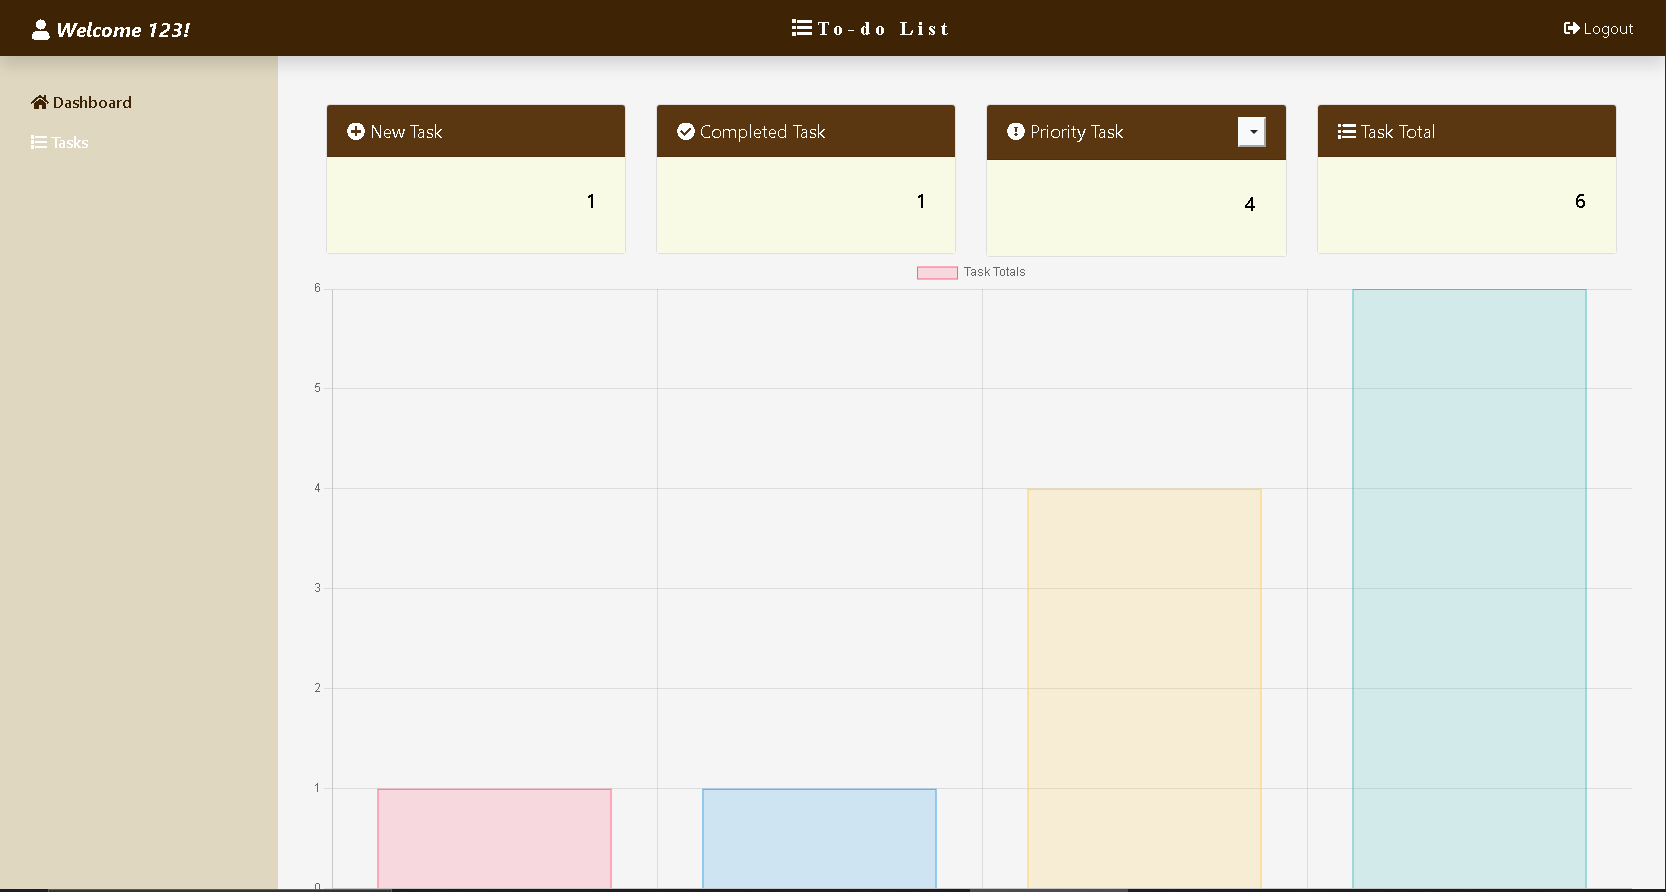 Welcome 123!
To-do List
Logout
Dashboard
Tasks
New Task
Completed Task
Priority Task
Task Total
1
1
4
6
Task Totals
6
5
4
3
2
1
0